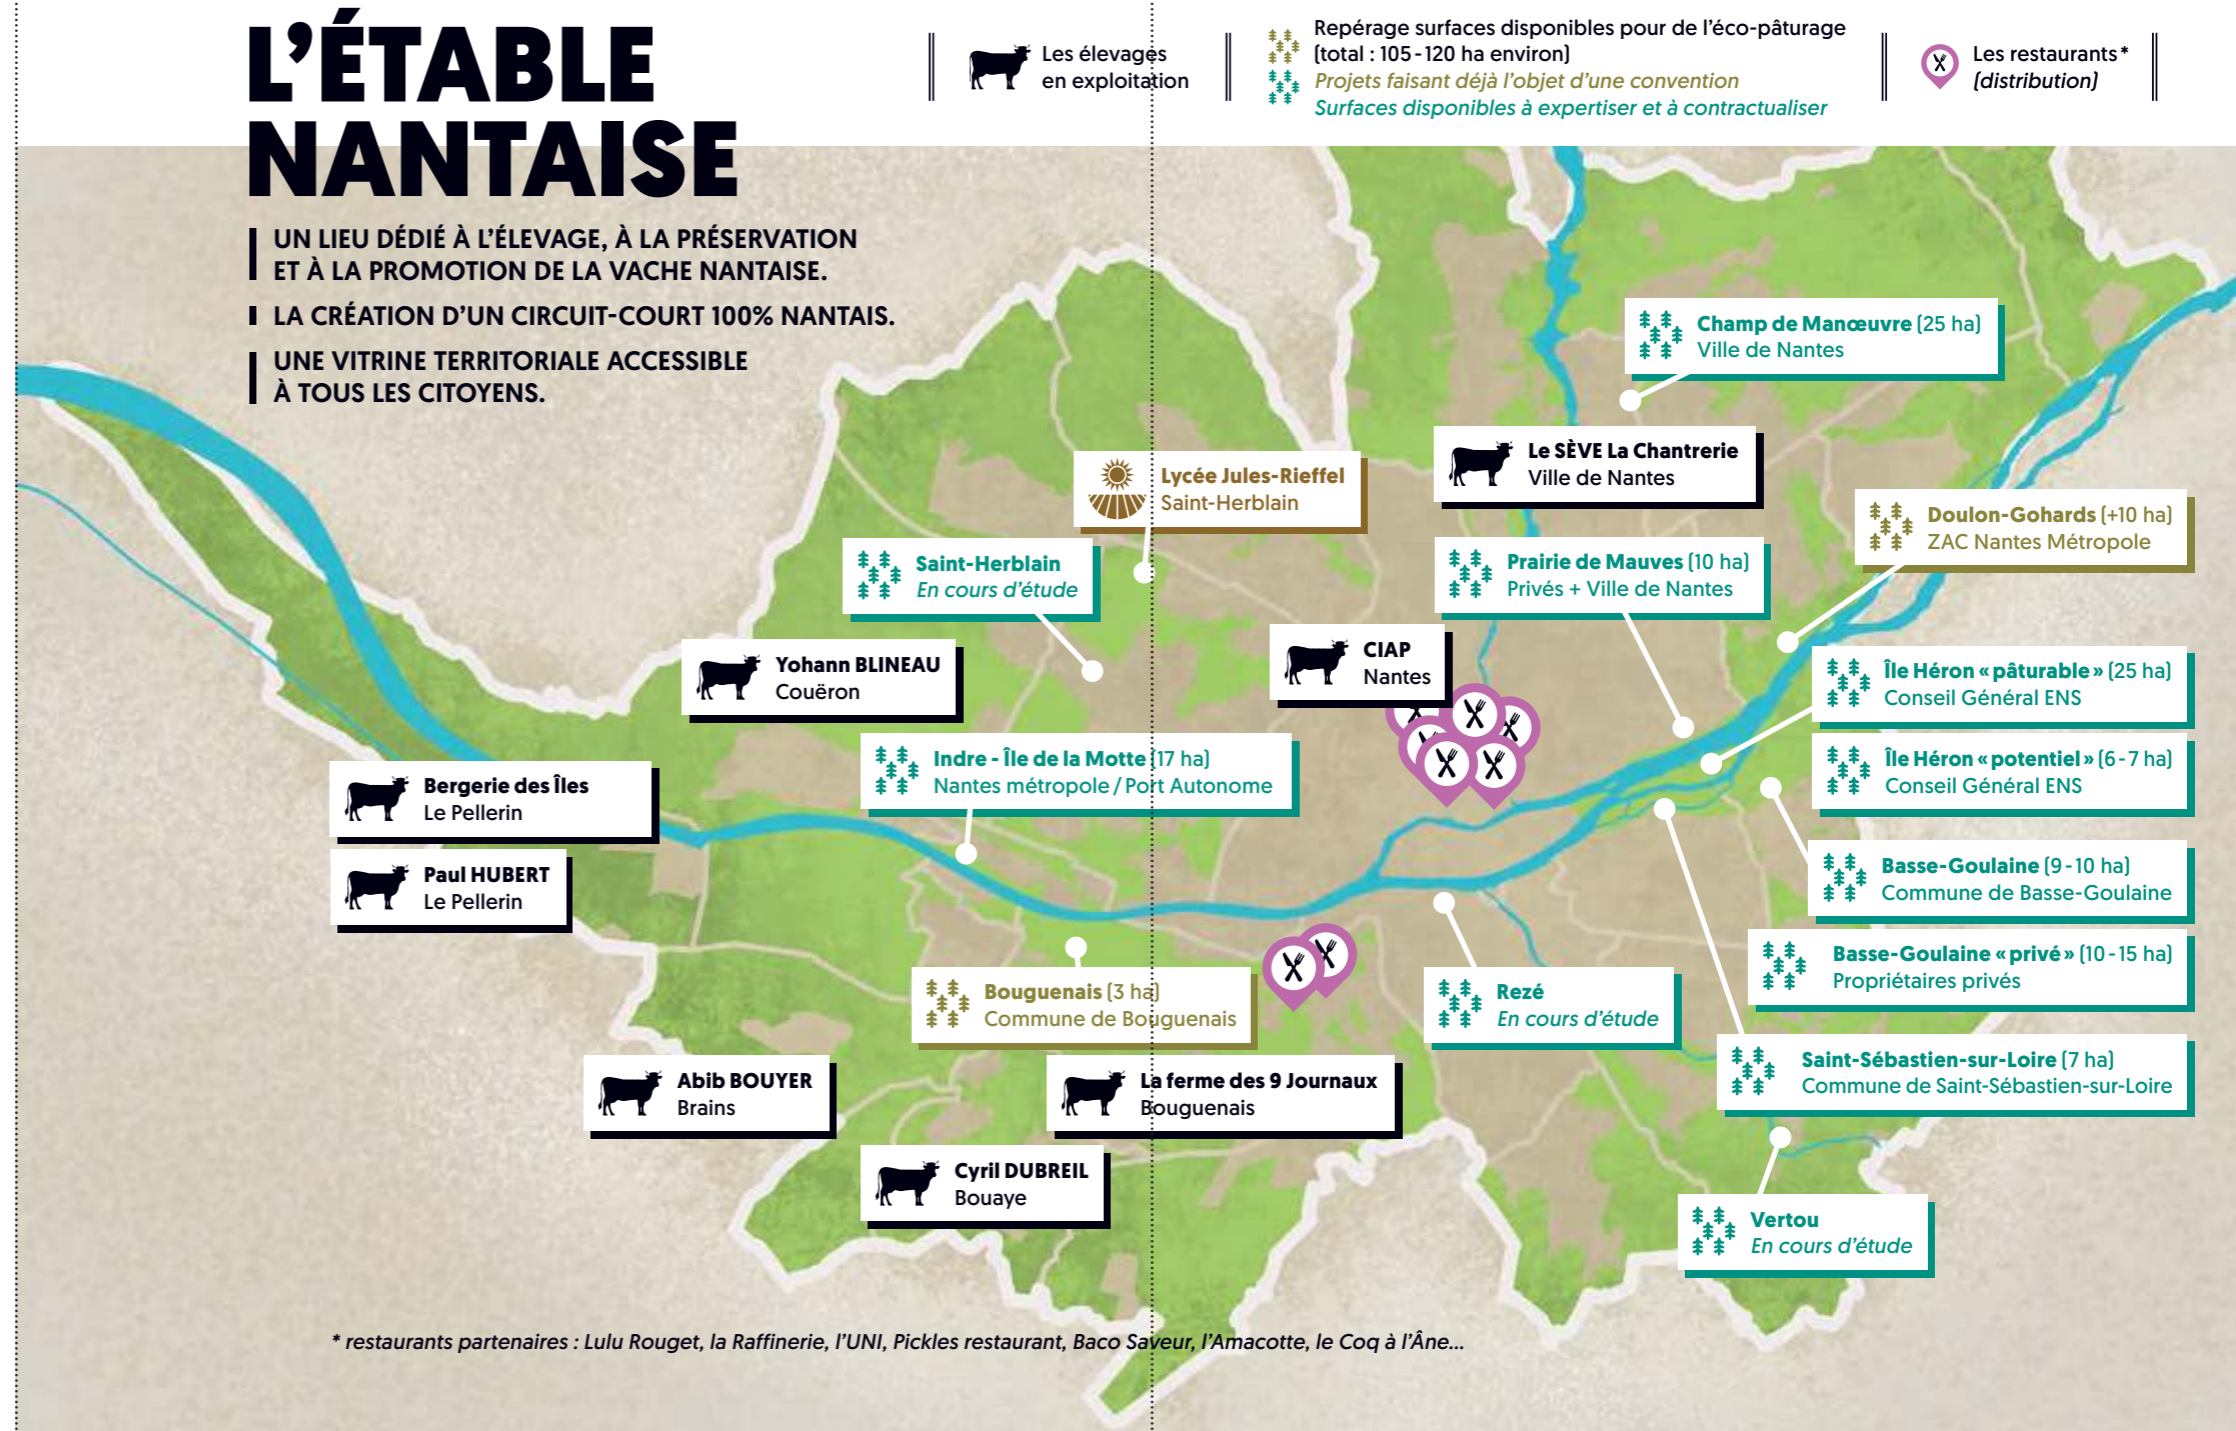 L'ÉTABLE
NANTAISE
UN LIEU DÉDIÉ À L'ÉLEVAGE, À LA PRÉSERVATION
ET À LA PROMOTION DE LA VACHE NANTAISE.
LA CRÉATION D'UN CIRCUIT-COURT 100% NANTAIS.
UNE VITRINE TERRITORIALE ACCESSIBLE
À TOUS LES CITOYENS.
Les élevages
en exploitation
Repérage surfaces disponibles pour de l'éco-pâturage
(total : 105-120 ha environ)
Projets faisant déjà l'objet d'une convention
Surfaces disponibles à expertiser et à contractualiser
Les restaurants*
(distribution)
Champ de Manœuvre (25 ha)
Ville de Nantes
Le SÈVE La Chantrerie
Ville de Nantes
Lycée Jules-Rieffel
Saint-Herblain
Doulon-Gohards (+10 ha)
ZAC Nantes Métropole
Saint-Herblain
En cours d'étude
Prairie de Mauves (10 ha)
Privés + Ville de Nantes
CIAP
Nantes
Yohann BLINEAU
Couëron
Île Héron « pâturable » (25 ha)
Conseil Général ENS
Indre - Île de la Motte (17 ha)
Nantes métropole / Port Autonome
Île Héron « potentiel » (6-7 ha)
Conseil Général ENS
Bergerie des Îles
Le Pellerin
Paul HUBERT
Le Pellerin
Basse-Goulaine (9-10 ha)
Commune de Basse-Goulaine
Basse-Goulaine « privé » (10-15 ha)
Propriétaires privés
Bouguenais (3 ha)
Commune de Bouguenais
Rezé
En cours d'étude
Saint-Sébastien-sur-Loire (7 ha)
Commune de Saint-Sébastien-sur-Loire
Abib BOUYER
Brains
La ferme des 9 Journaux
Bouguenais
Cyril DUBREIL
Bouaye
Vertou
En cours d'étude
* restaurants partenaires : Lulu Rouget, la Raffinerie, l'UNI, Pickles restaurant, Baco Saveur, l'Amacotte, le Coq à l'Âne...